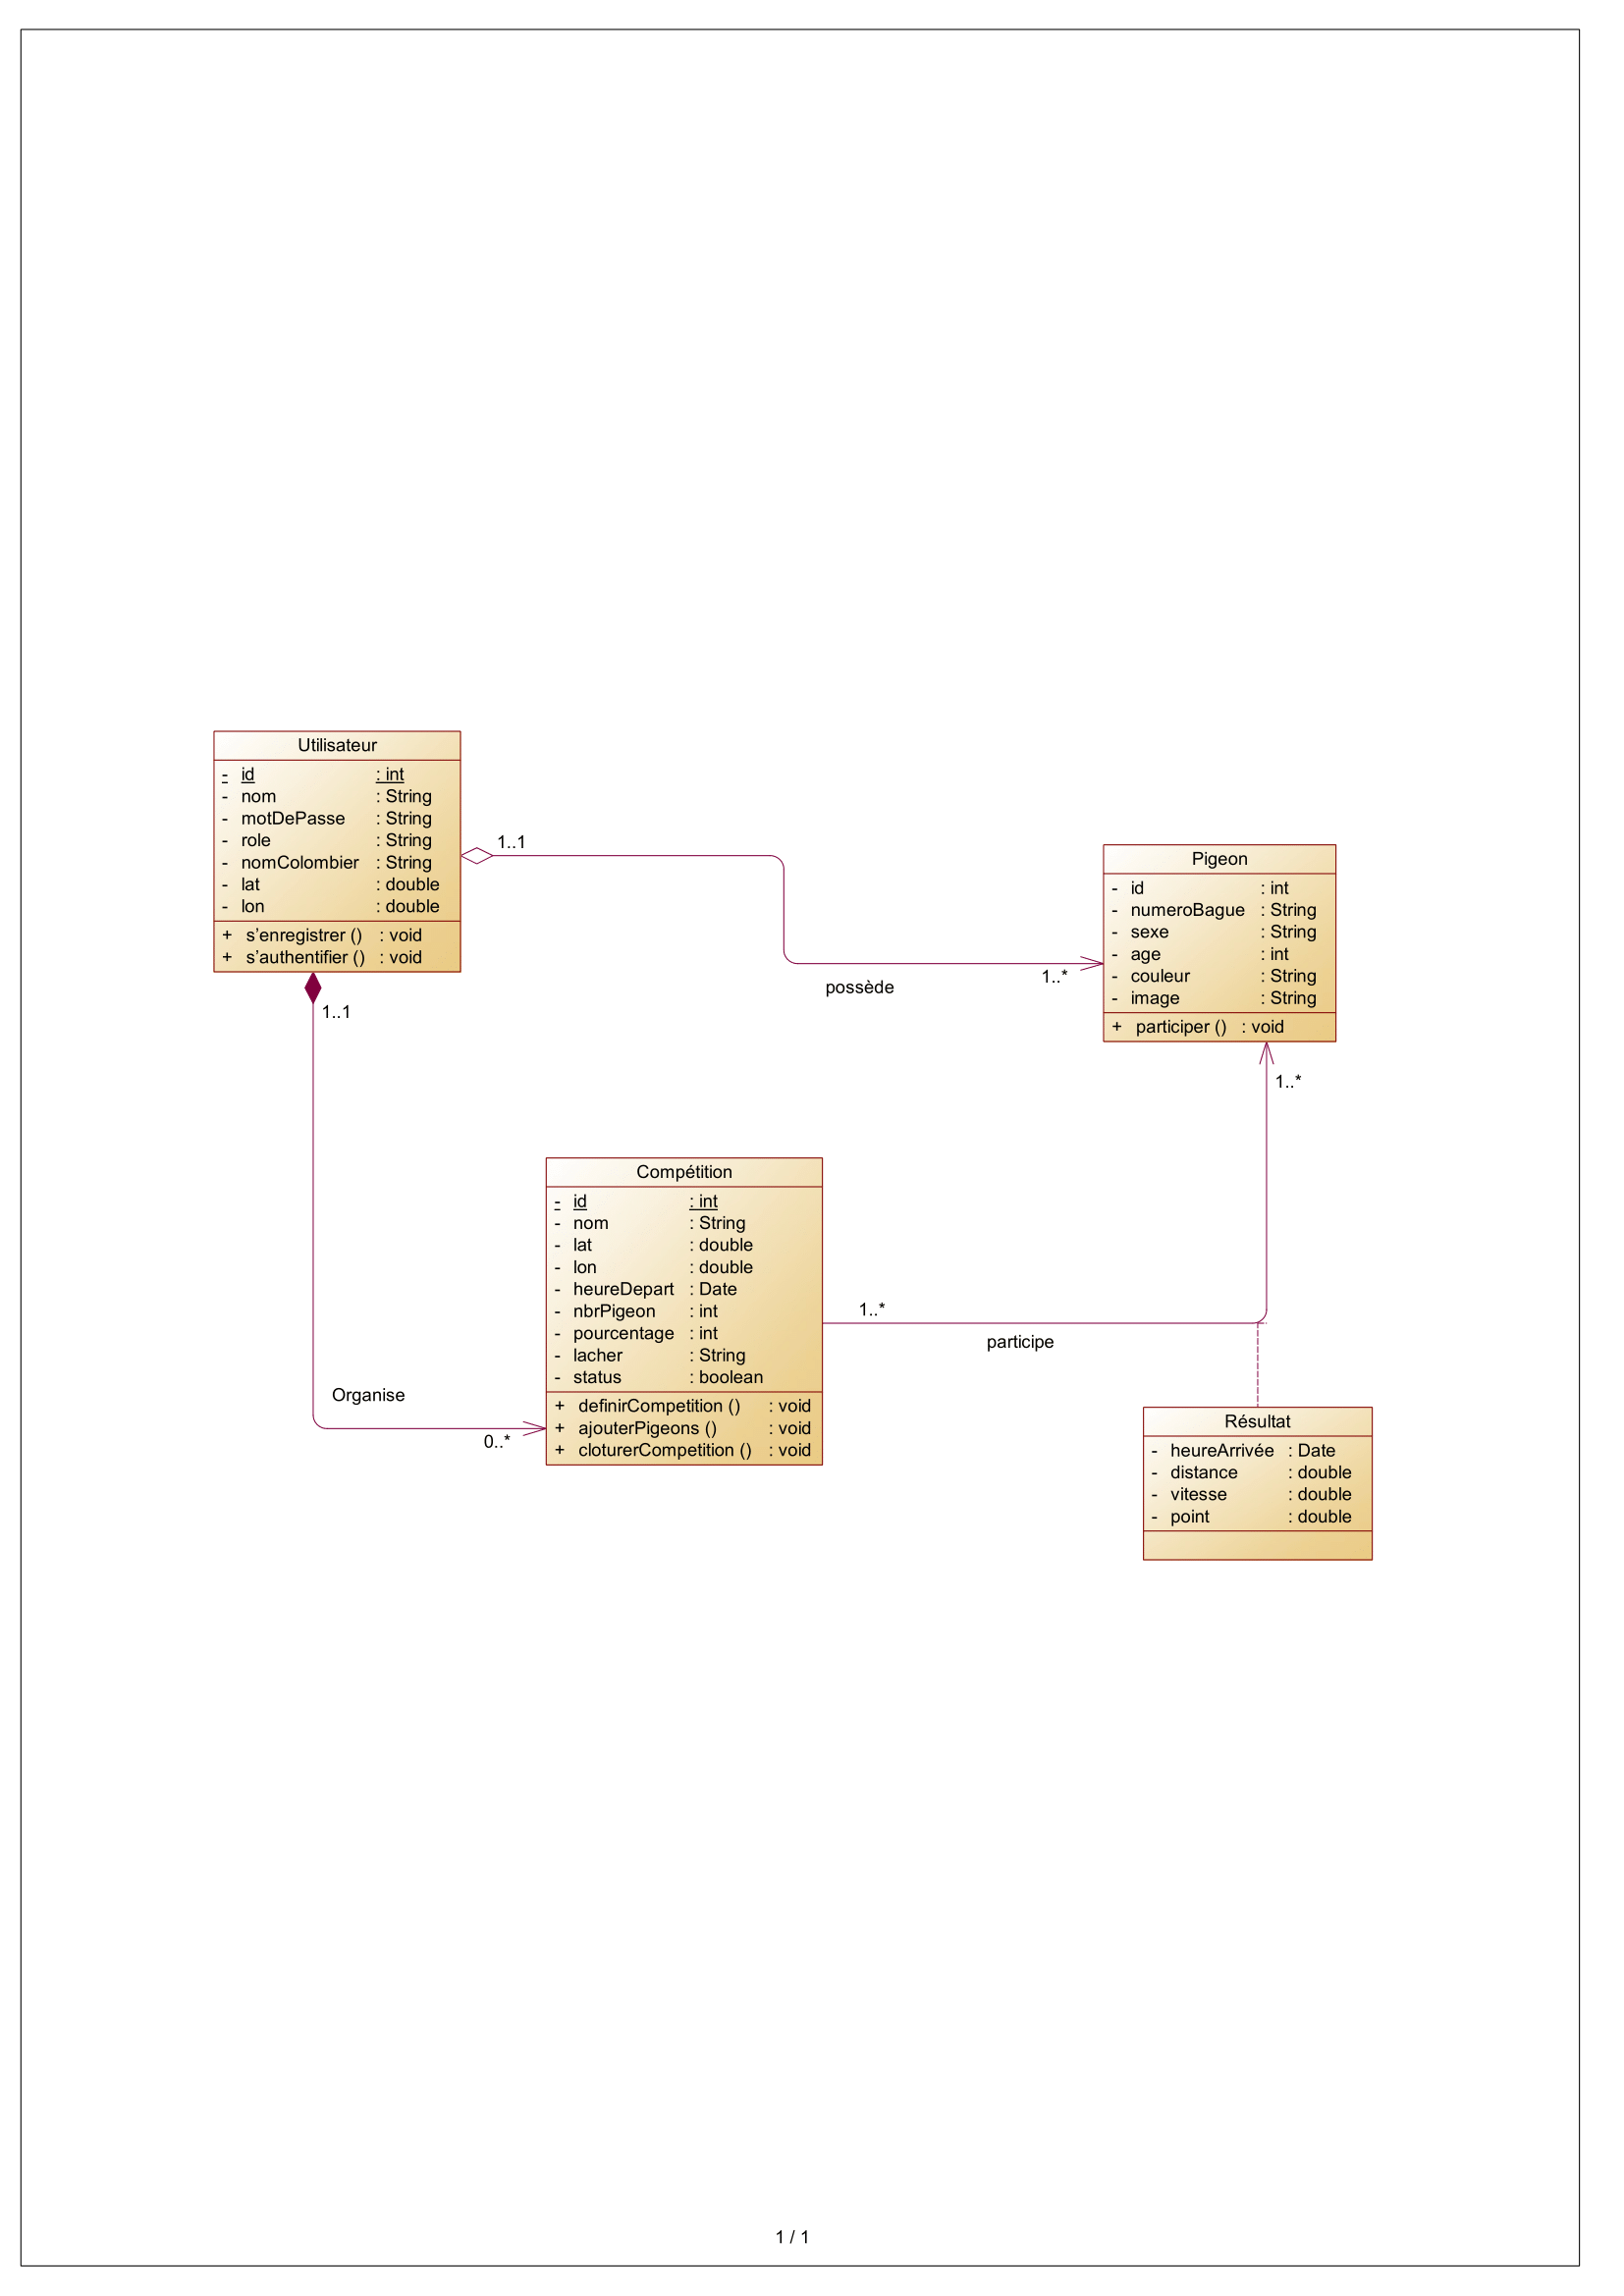 Utilisateur
- id : int
- nom : String
- motDePasse : String
- role : String
- nomColombier : String
- lat : double
- lon : double
+ s'enregistrer () : void
+ s'authentifier () : void
1..1
possède
1..*
Pigeon
- id : int
- numeroBague : String
- sexe : String
- age : int
- couleur : String
- image : String
+ participer () : void
1..1
Organise
0..*
Compétition
- id : int
- nom : String
- lat : double
- lon : double
- heureDepart : Date
- nbrPigeon : int
- pourcentage : int
- lacher : String
- status : boolean
+ definirCompetition () : void
+ ajouterPigeons () : void
+ cloturerCompetition () : void
1..*
participe
1..*
Résultat
- heureArrivée : Date
- distance : double
- vitesse : double
- point : double
1 / 1